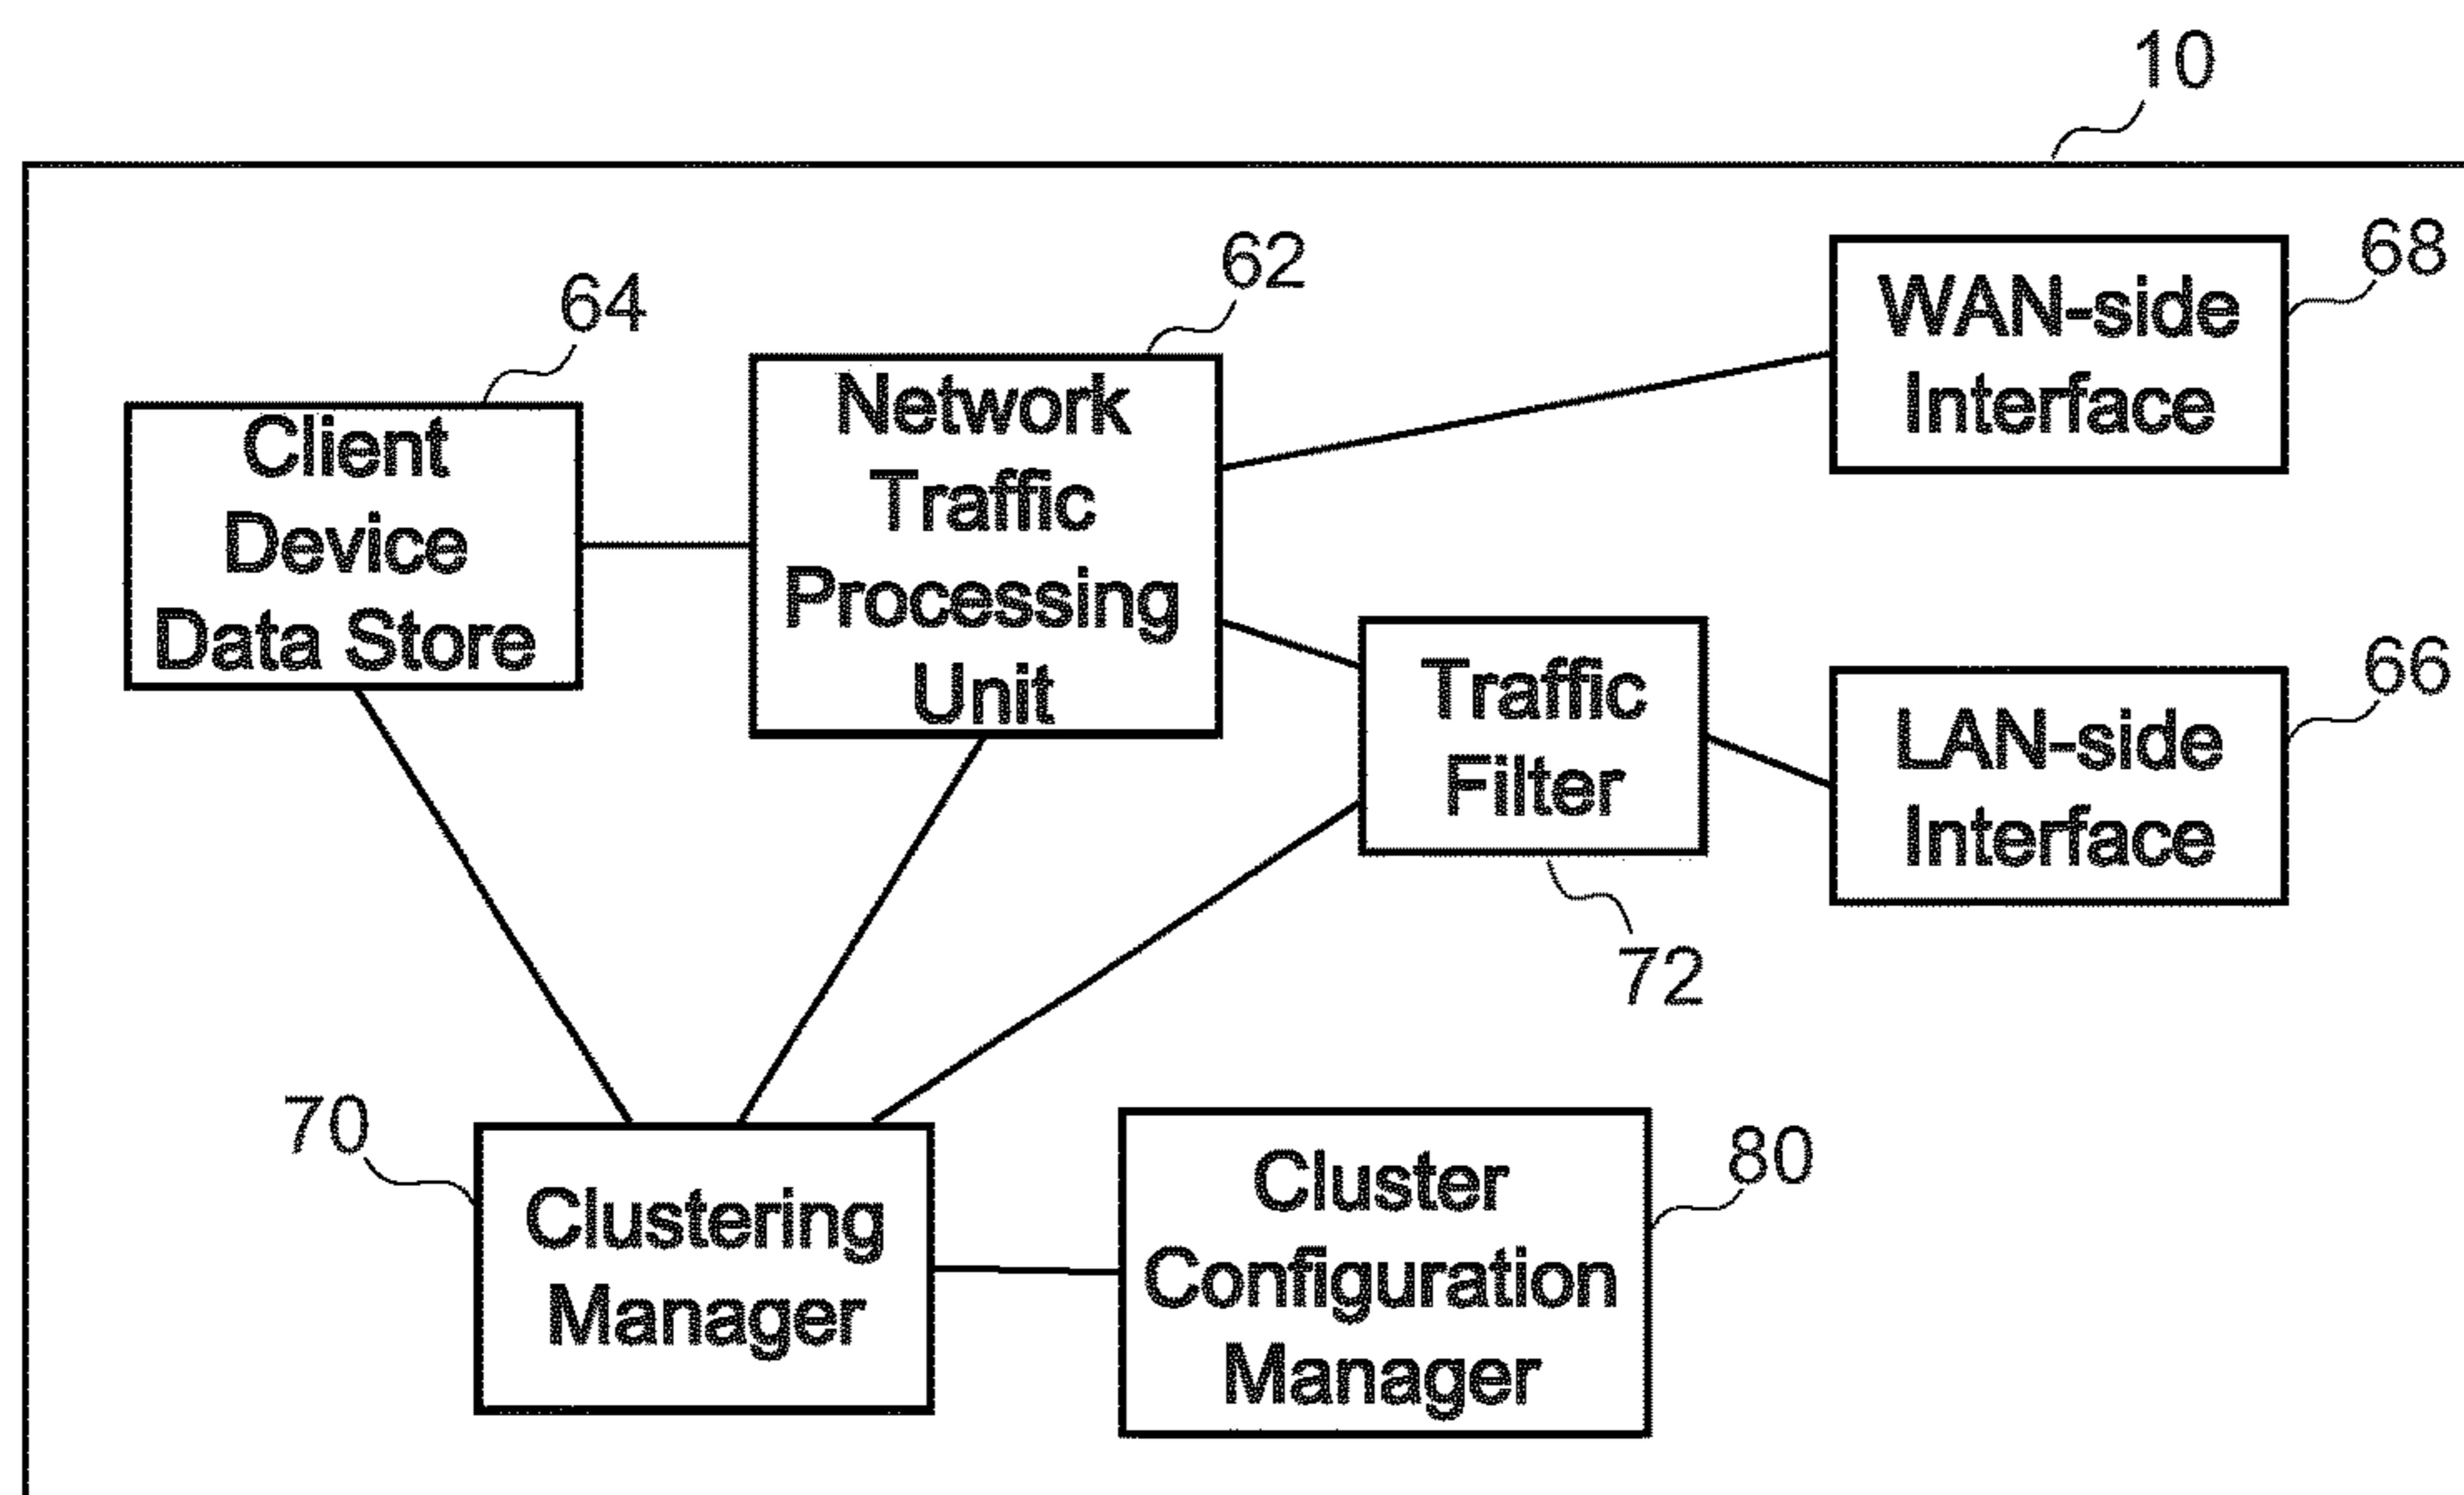 10
68
WAN-side
Interface
62
Network
Traffic
Processing
Unit
64
Client
Device
Data Store
Traffic
Filter
72
66
LAN-side
Interface
70
Clustering
Manager
Cluster
Configuration
Manager
80